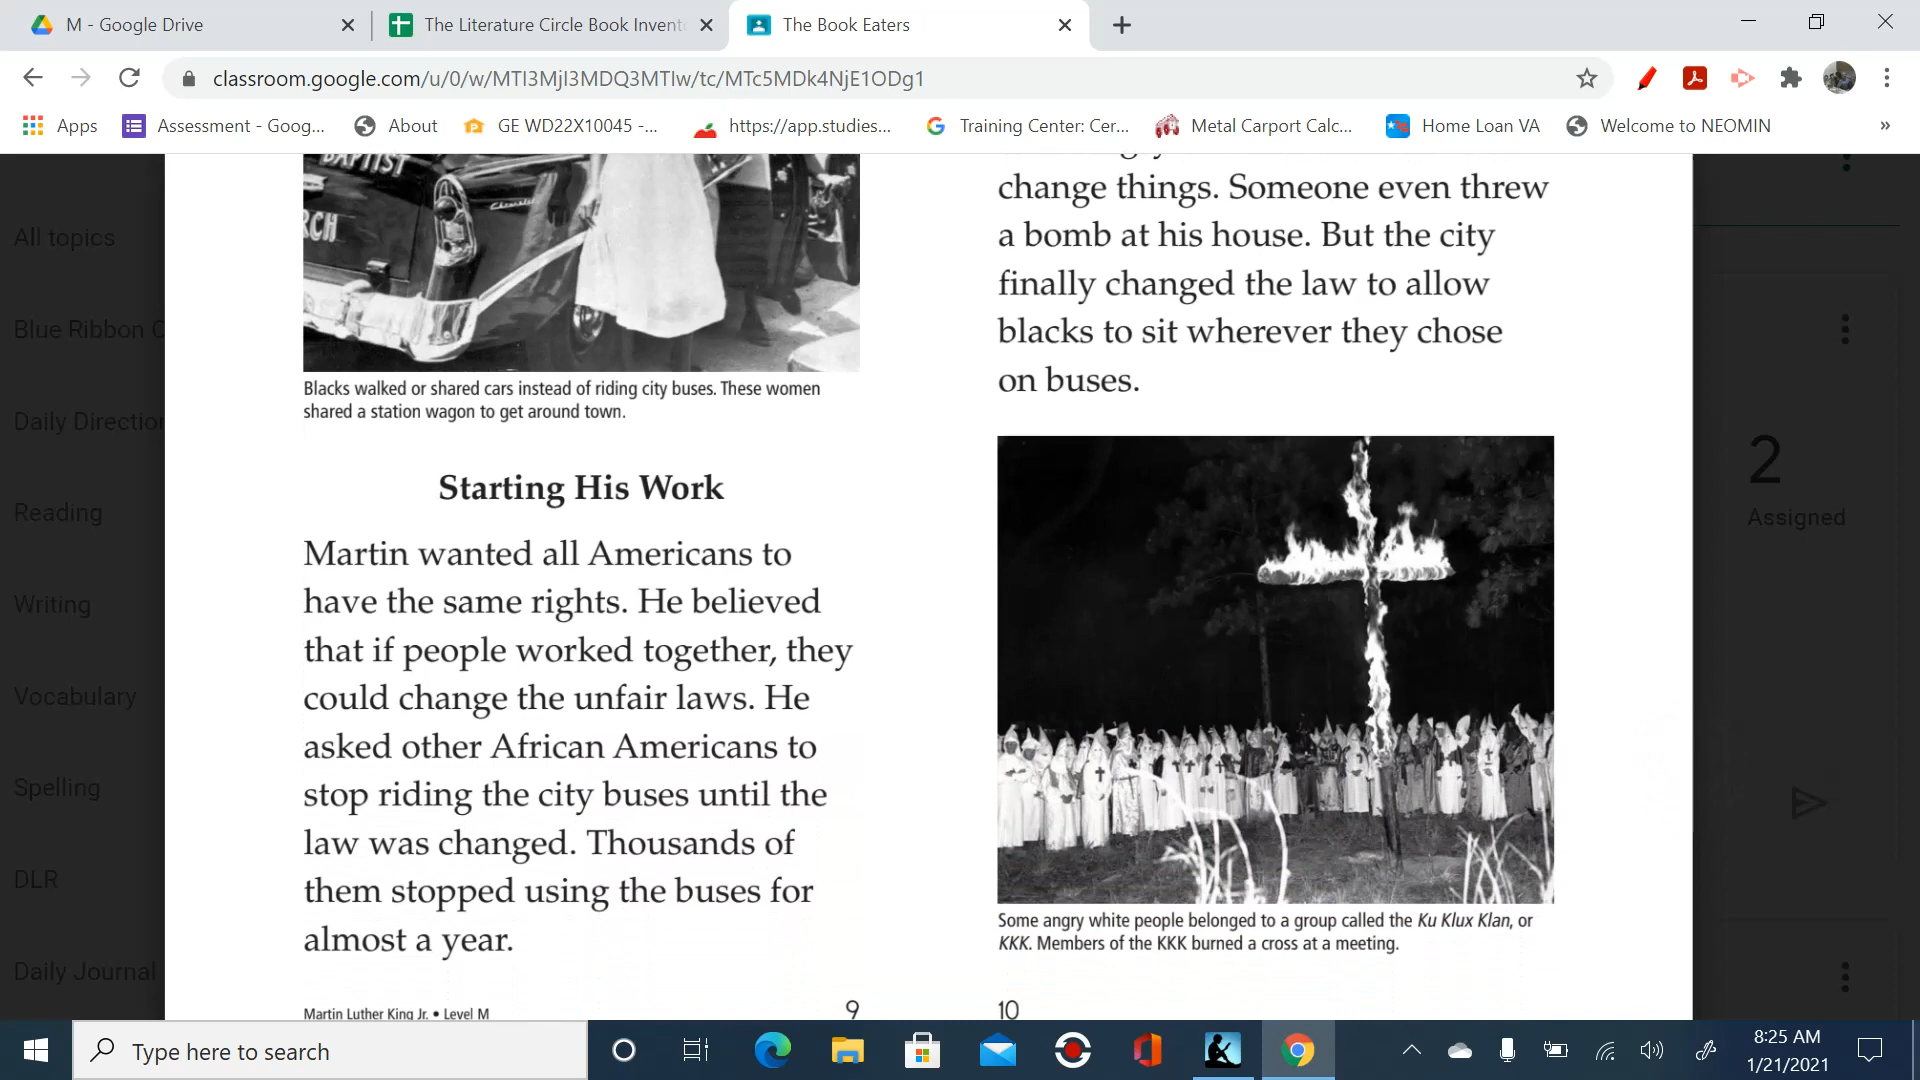 M - Google Drive
The Literature Circle Book Invent
The Book Eaters
classroom.google.com/u/0/w/MTI3MjI3MDQ3MTIw/tc/MTc5MDk4NjE1ODg1
Apps
Assessment - Goog...
About
GE WD22X10045 -...
https://app.studies...
Training Center: Cer...
Metal Carport Calc...
Home Loan VA
Welcome to NEOMIN
»
All topics
Blue Ribbon C
Daily Direction
Reading
Writing
Vocabulary
Spelling
DLR
Daily Journal
BAPTIST
RCH
Chevrolet
Blacks walked or shared cars instead of riding city buses. These women
shared a station wagon to get around town.
Starting His Work
Martin wanted all Americans to
have the same rights. He believed
that if people worked together, they
could change the unfair laws. He
asked other African Americans to
stop riding the city buses until the
law was changed. Thousands of
them stopped using the buses for
almost a year.
Martin Luther King Jr. • Level M
9
change things. Someone even threw
a bomb at his house. But the city
finally changed the law to allow
blacks to sit wherever they chose
on buses.
Some angry white people belonged to a group called the Ku Klux Klan, or
KKK. Members of the KKK burned a cross at a meeting.
10
2
Assigned
Type here to search
8:25 AM
1/21/2021